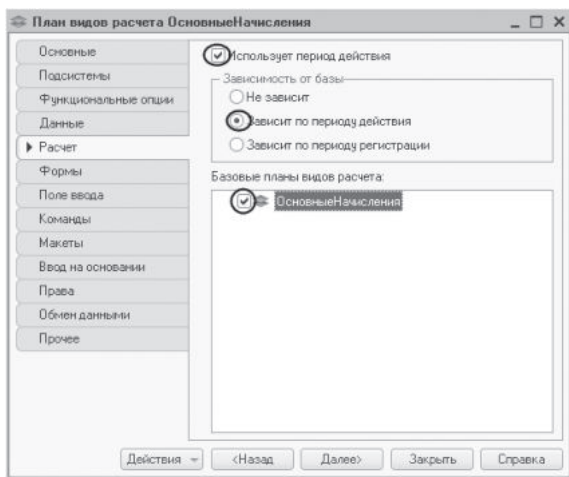 План видов расчета ОсновныеНачисления
Основные
Подсистемы
Функциональные опции
Данные
Расчет
Формы
Поле ввода
Команды
Макеты
Ввод на основании
Права
Обмен данными
Прочее
Использует период действия
Зависимость от базы
Не зависит
Зависит по периоду действия
Зависит по периоду регистрации
Базовые планы видов расчета:
ОсновныеНачисления
Действия
<Назад
Далее>
Закрыть
Справка